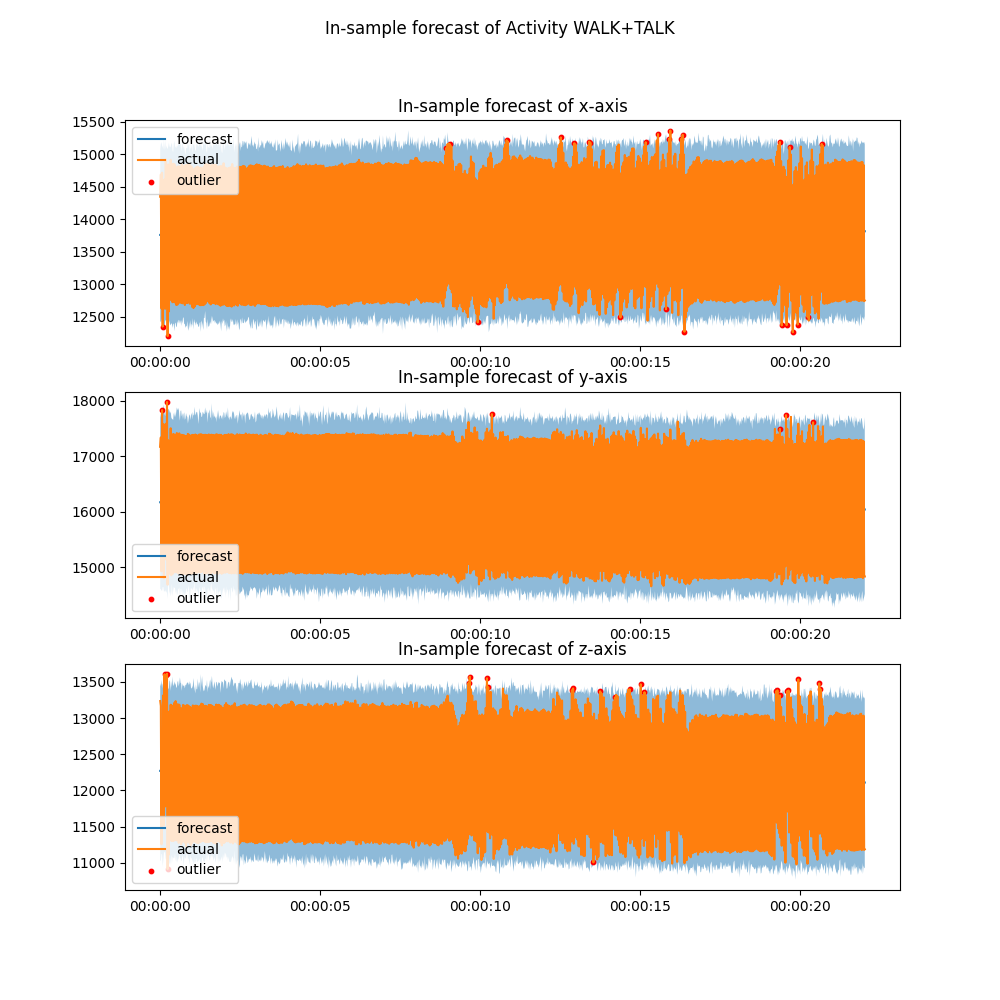 In-sample forecast of Activity WALK+TALK
In-sample forecast of x-axis
15500
15000
14500
14000
13500
13000
12500
forecast
actual
outlier
00:00:00 00:00:05 00:00:10 00:00:15 00:00:20
In-sample forecast of y-axis
18000
17000
16000
15000
forecast
actual
outlier
00:00:00 00:00:05 00:00:10 00:00:15 00:00:20
In-sample forecast of z-axis
13500
13000
12500
12000
11500
11000
forecast
actual
outlier
00:00:00 00:00:05 00:00:10 00:00:15 00:00:20